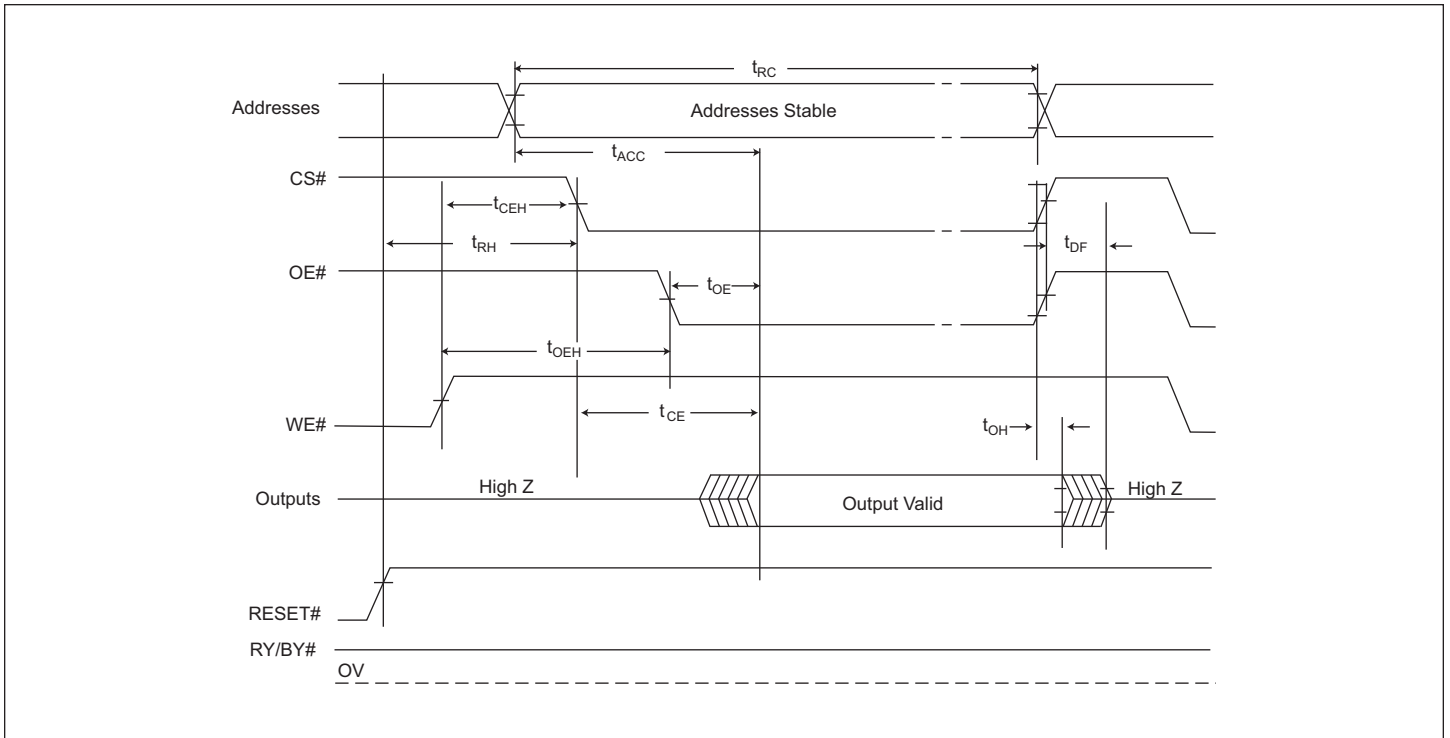 tRC
Addresses
Addresses Stable
tACC
CS#
tCEH
tRH
tDF
OE#
tOE
tOEH
tCE
WE#
tOH
Outputs
High Z
Output Valid
High Z
RESET#
RY/BY#
OV